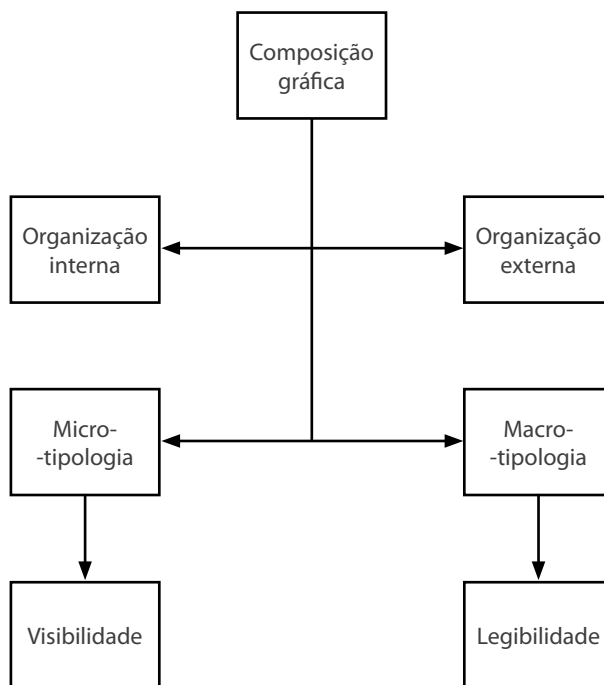 Composição
gráfica
Organização
interna
Organização
externa
Micro-
-tipologia
Macro-
-tipologia
Visibilidade
Legibilidade